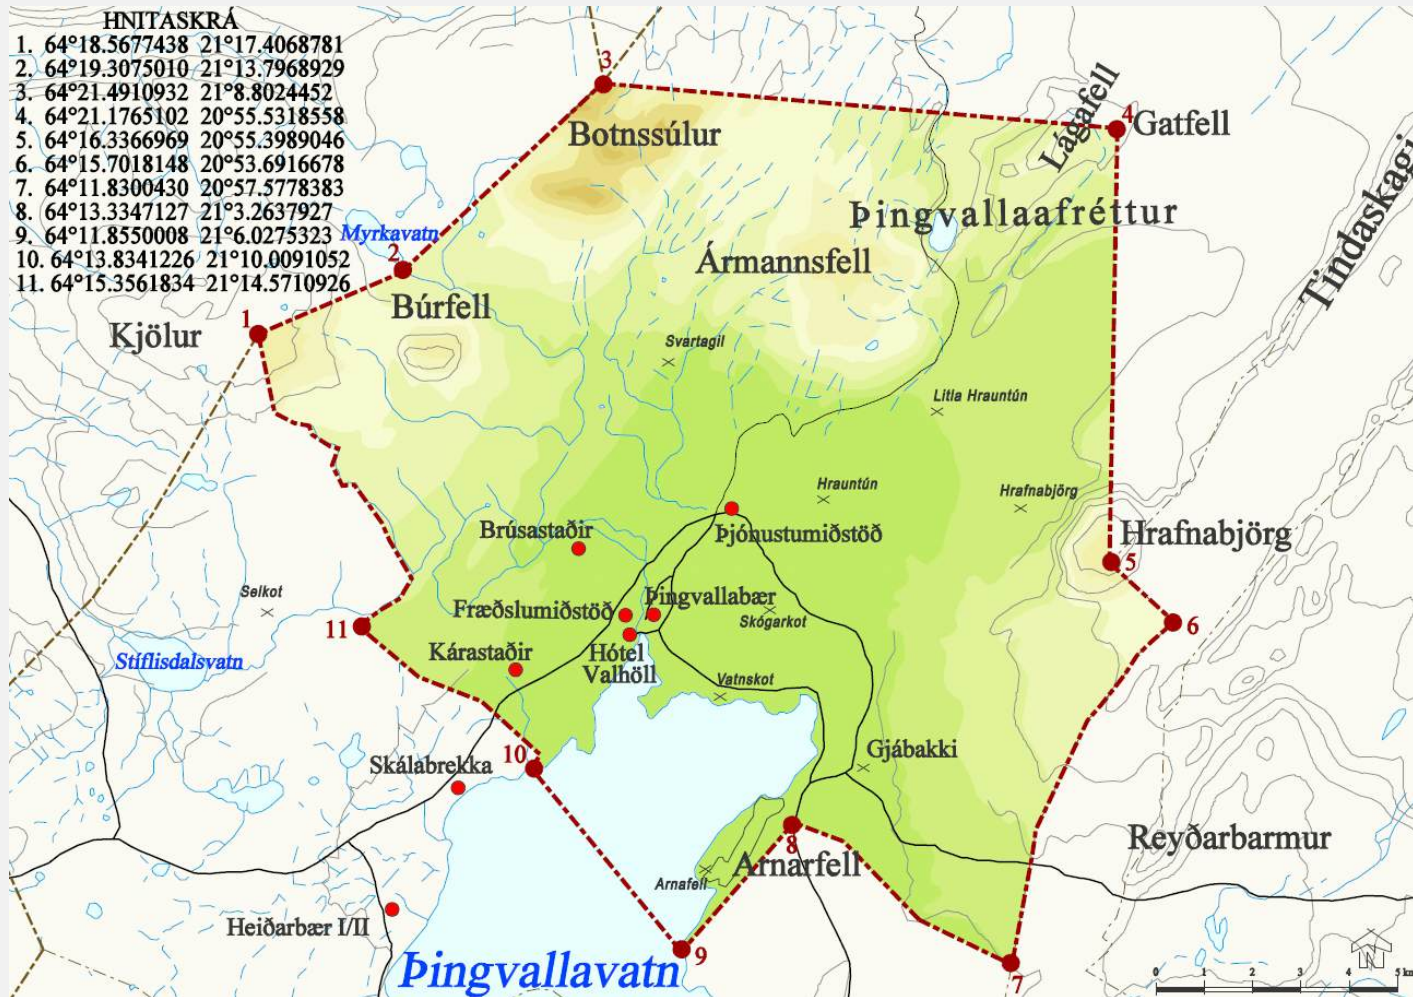 HNITASKRÁ
1. 64°18.5677438 21°17.4068781
2. 64°19.3075010 21°13.7968929
3. 64°21.4910932 21°8.8024452
4. 64°21.1765102 20°55.5318558
5. 64°16.3366969 20°55.3989046
6. 64°15.7018148 20°53.6916678
7. 64°11.8300430 20°57.5778383
8. 64°13.3347127 21°3.2637927
9. 64°11.8550008 21°6.0275323
10. 64°13.8341226 21°10.0091052
11. 64°15.3561834 21°14.5710926
3
Botnssúlur
4
Gatfell
Lágafell
Tindaskagi
Þingvallaafréttur
Myrkavatn
2
Ármannsfell
Búrfell
1
Kjölur
Svartagil
Litla Hrauntún
Hrauntún
Hrafnabjörg
Brúsastaðir
Þjónustumiðstöð
Hrafnabjörg
5
Selkot
Fræðslumiðstöð
Þingvallabær
Skógarkot
6
11
Stíflisdalsvatn
Kárastaðir
Hótel
Valhöll
Vatnskot
10
Skálabrekka
Gjábakki
8
Arnarfell
Reyðarbarmur
Arnafell
Heiðarbær I/II
9
Þingvallavatn
7
N
0 1 2 3 4 5 km